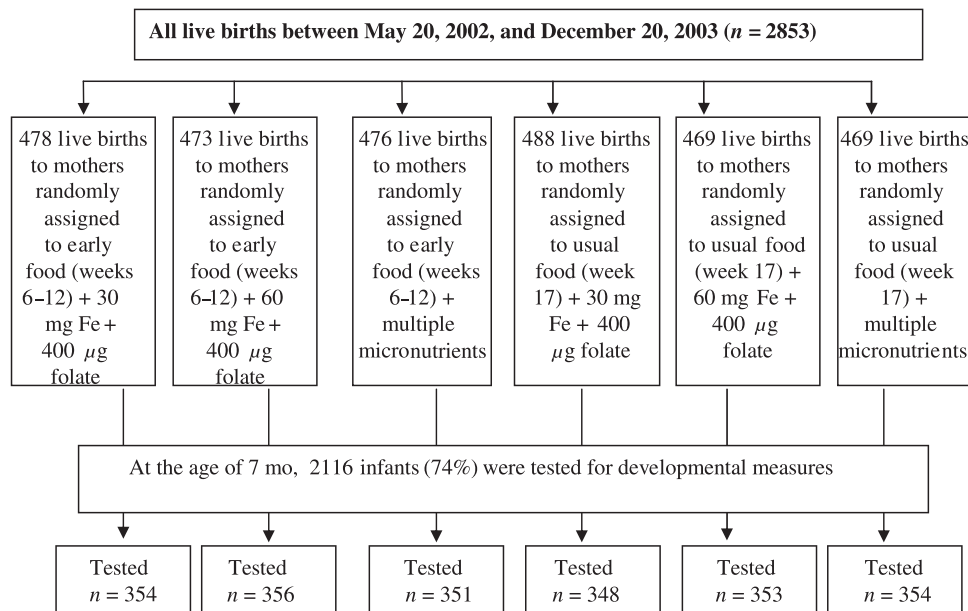 All live births between May 20, 2002, and December 20, 2003 (n = 2853)
478 live births
to mothers
randomly
assigned
to early
food (weeks
6–12) + 30
mg Fe +
400 µg
folate
473 live births
to mothers
randomly
assigned
to early
food (weeks
6–12) + 60
mg Fe +
400 µg
folate
476 live births
to mothers
randomly
assigned
to early
food (weeks
6–12) +
multiple
micronutrients
488 live births
to mothers
randomly
assigned
to usual
food (week
17) + 30 mg
Fe + 400
µg folate
469 live births
to mothers
randomly
assigned
to usual food
(week 17) +
60 mg Fe +
400 µg
folate
469 live births
to mothers
randomly
assigned
to usual
food (week
17) +
multiple
micronutrients
At the age of 7 mo, 2116 infants (74%) were tested for developmental measures
Tested
n = 354
Tested
n = 356
Tested
n = 351
Tested
n = 348
Tested
n = 353
Tested
n = 354